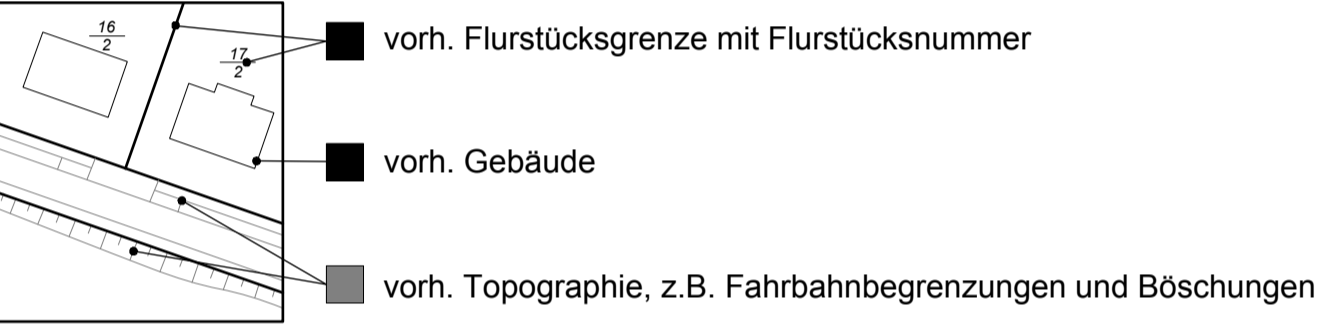 16
2
17
2
vorh. Flurstücksgrenze mit Flurstücksnummer
vorh. Gebäude
vorh. Topographie, z.B. Fahrbahnbegrenzungen und Böschungen